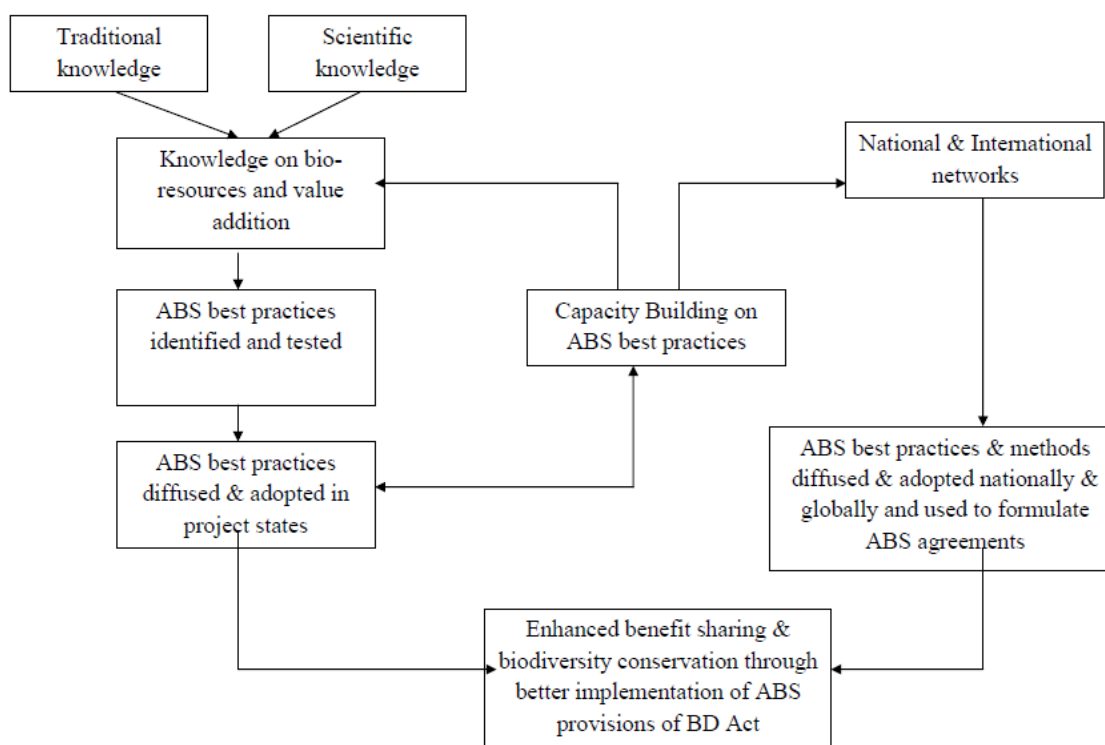 Traditional
knowledge
Scientific
knowledge
Knowledge on bio-
resources and value
addition
National & International
networks
ABS best practices
identified and tested
Capacity Building on
ABS best practices
ABS best practices
diffused & adopted in
project states
ABS best practices & methods
diffused & adopted nationally &
globally and used to formulate
ABS agreements
Enhanced benefit sharing &
biodiversity conservation through
better implementation of ABS
provisions of BD Act